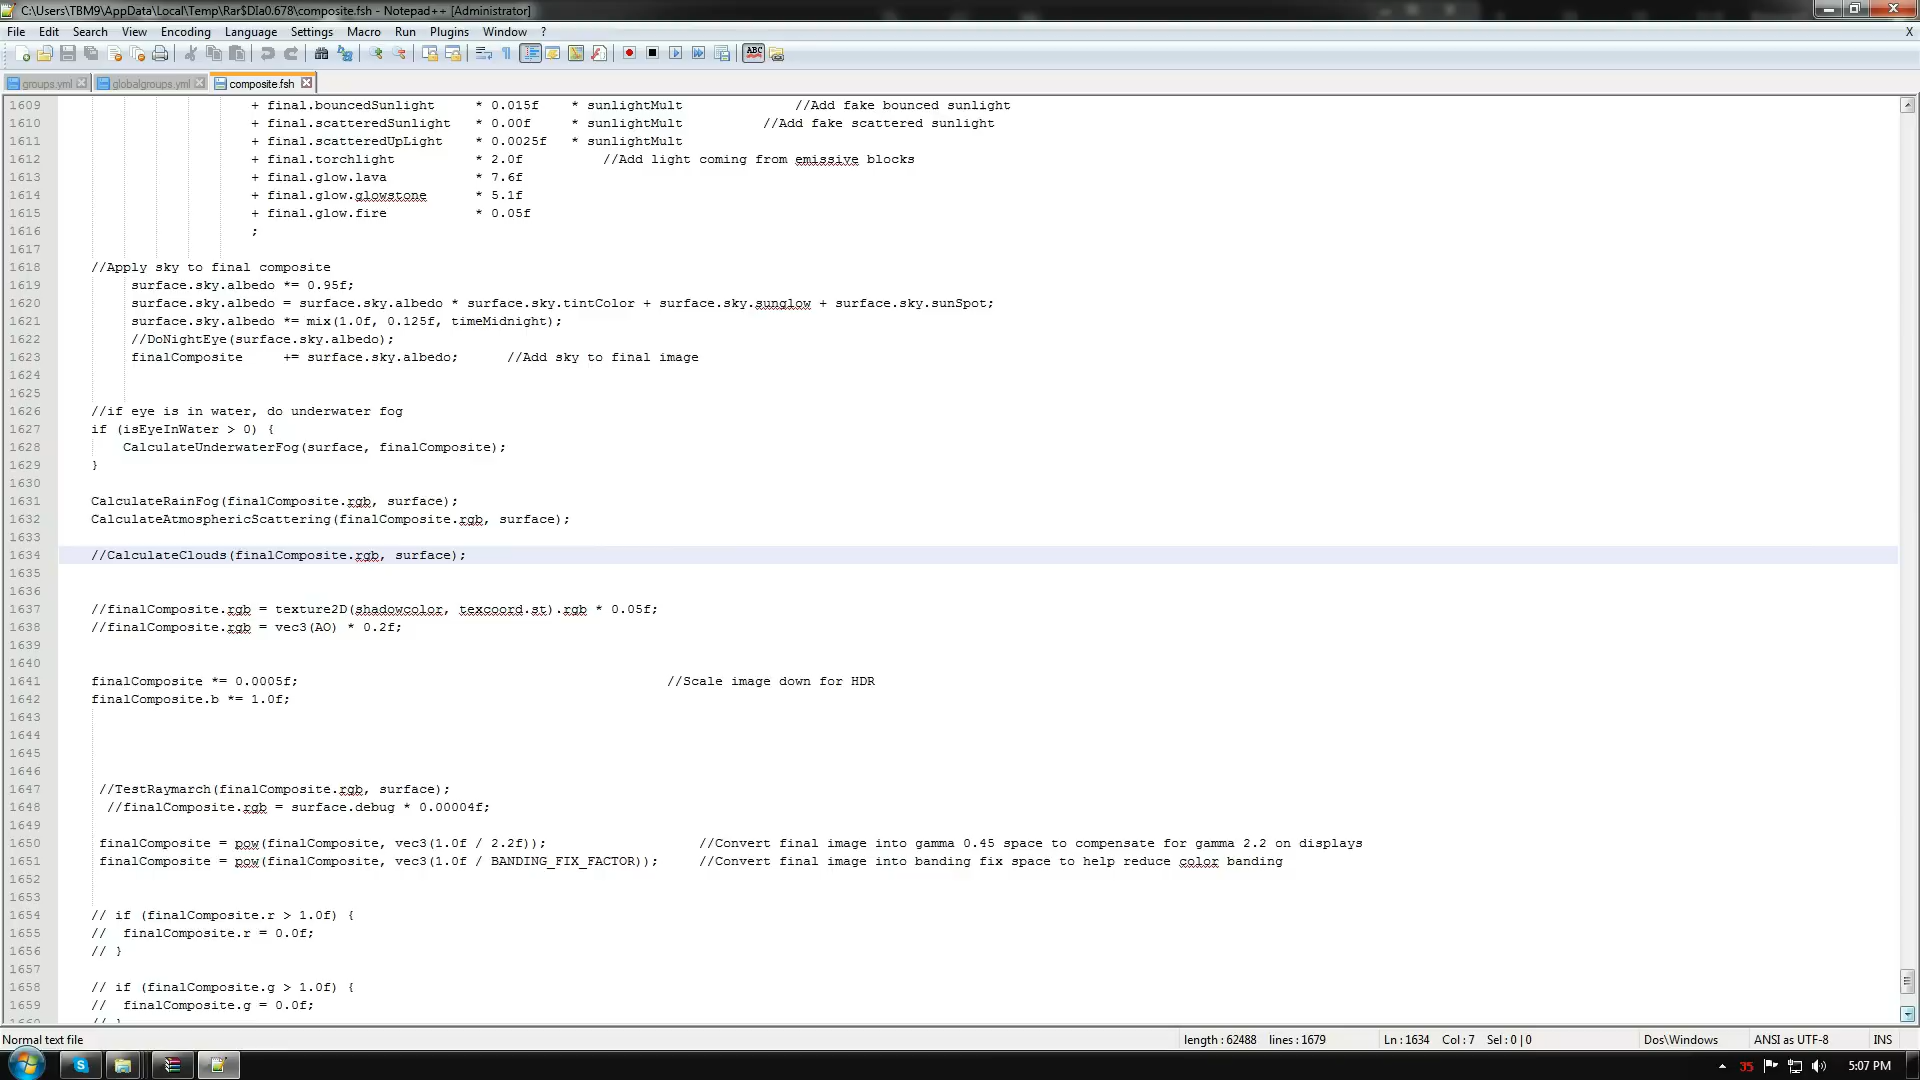 C:\Users\TBM9\AppData\Local\Temp\Rar$DIa0.678\composite.fsh - Notepad++ [Administrator]
File Edit Search View Encoding Language Settings Macro Run Plugins Window ? X
groups.yml globalgroups.yml composite.fsh
1609 + final.bouncedSunlight * 0.015f * sunlightMult //Add fake bounced sunlight
1610 + final.scatteredSunlight * 0.00f * sunlightMult //Add fake scattered sunlight
1611 + final.scatteredUpLight * 0.0025f * sunlightMult
1612 + final.torchlight * 2.0f //Add light coming from emissive blocks
1613 + final.glow.lava * 7.6f
1614 + final.glow.glowstone * 5.1f
1615 + final.glow.fire * 0.05f
1616 ;
1617
1618 //Apply sky to final composite
1619 surface.sky.albedo *= 0.95f;
1620 surface.sky.albedo = surface.sky.albedo * surface.sky.tintColor + surface.sky.sunglow + surface.sky.sunSpot;
1621 surface.sky.albedo *= mix(1.0f, 0.125f, timeMidnight);
1622 //DoNightEye(surface.sky.albedo);
1623 finalComposite += surface.sky.albedo; //Add sky to final image
1624
1625
1626 //if eye is in water, do underwater fog
1627 if (isEyeInWater > 0) {
1628 CalculateUnderwaterFog(surface, finalComposite);
1629 }
1630
1631 CalculateRainFog(finalComposite.rgb, surface);
1632 CalculateAtmosphericScattering(finalComposite.rgb, surface);
1633
1634 //CalculateClouds(finalComposite.rgb, surface);
1635
1636
1637 //finalComposite.rgb = texture2D(shadowcolor, texcoord.st).rgb * 0.05f;
1638 //finalComposite.rgb = vec3(AO) * 0.2f;
1639
1640
1641 finalComposite *= 0.0005f; //Scale image down for HDR
1642 finalComposite.b *= 1.0f;
1643
1644
1645
1646
1647 //TestRaymarch(finalComposite.rgb, surface);
1648 //finalComposite.rgb = surface.debug * 0.00004f;
1649
1650 finalComposite = pow(finalComposite, vec3(1.0f / 2.2f)); //Convert final image into gamma 0.45 space to compensate for gamma 2.2 on displays
1651 finalComposite = pow(finalComposite, vec3(1.0f / BANDING_FIX_FACTOR)); //Convert final image into banding fix space to help reduce color banding
1652
1653
1654 // if (finalComposite.r > 1.0f) {
1655 // finalComposite.r = 0.0f;
1656 // }
1657
1658 // if (finalComposite.g > 1.0f) {
1659 // finalComposite.g = 0.0f;
Normal text file length : 62488 lines : 1679 Ln : 1634 Col : 7 Sel : 0 | 0 Dos\Windows ANSI as UTF-8 INS
35 5:07 PM